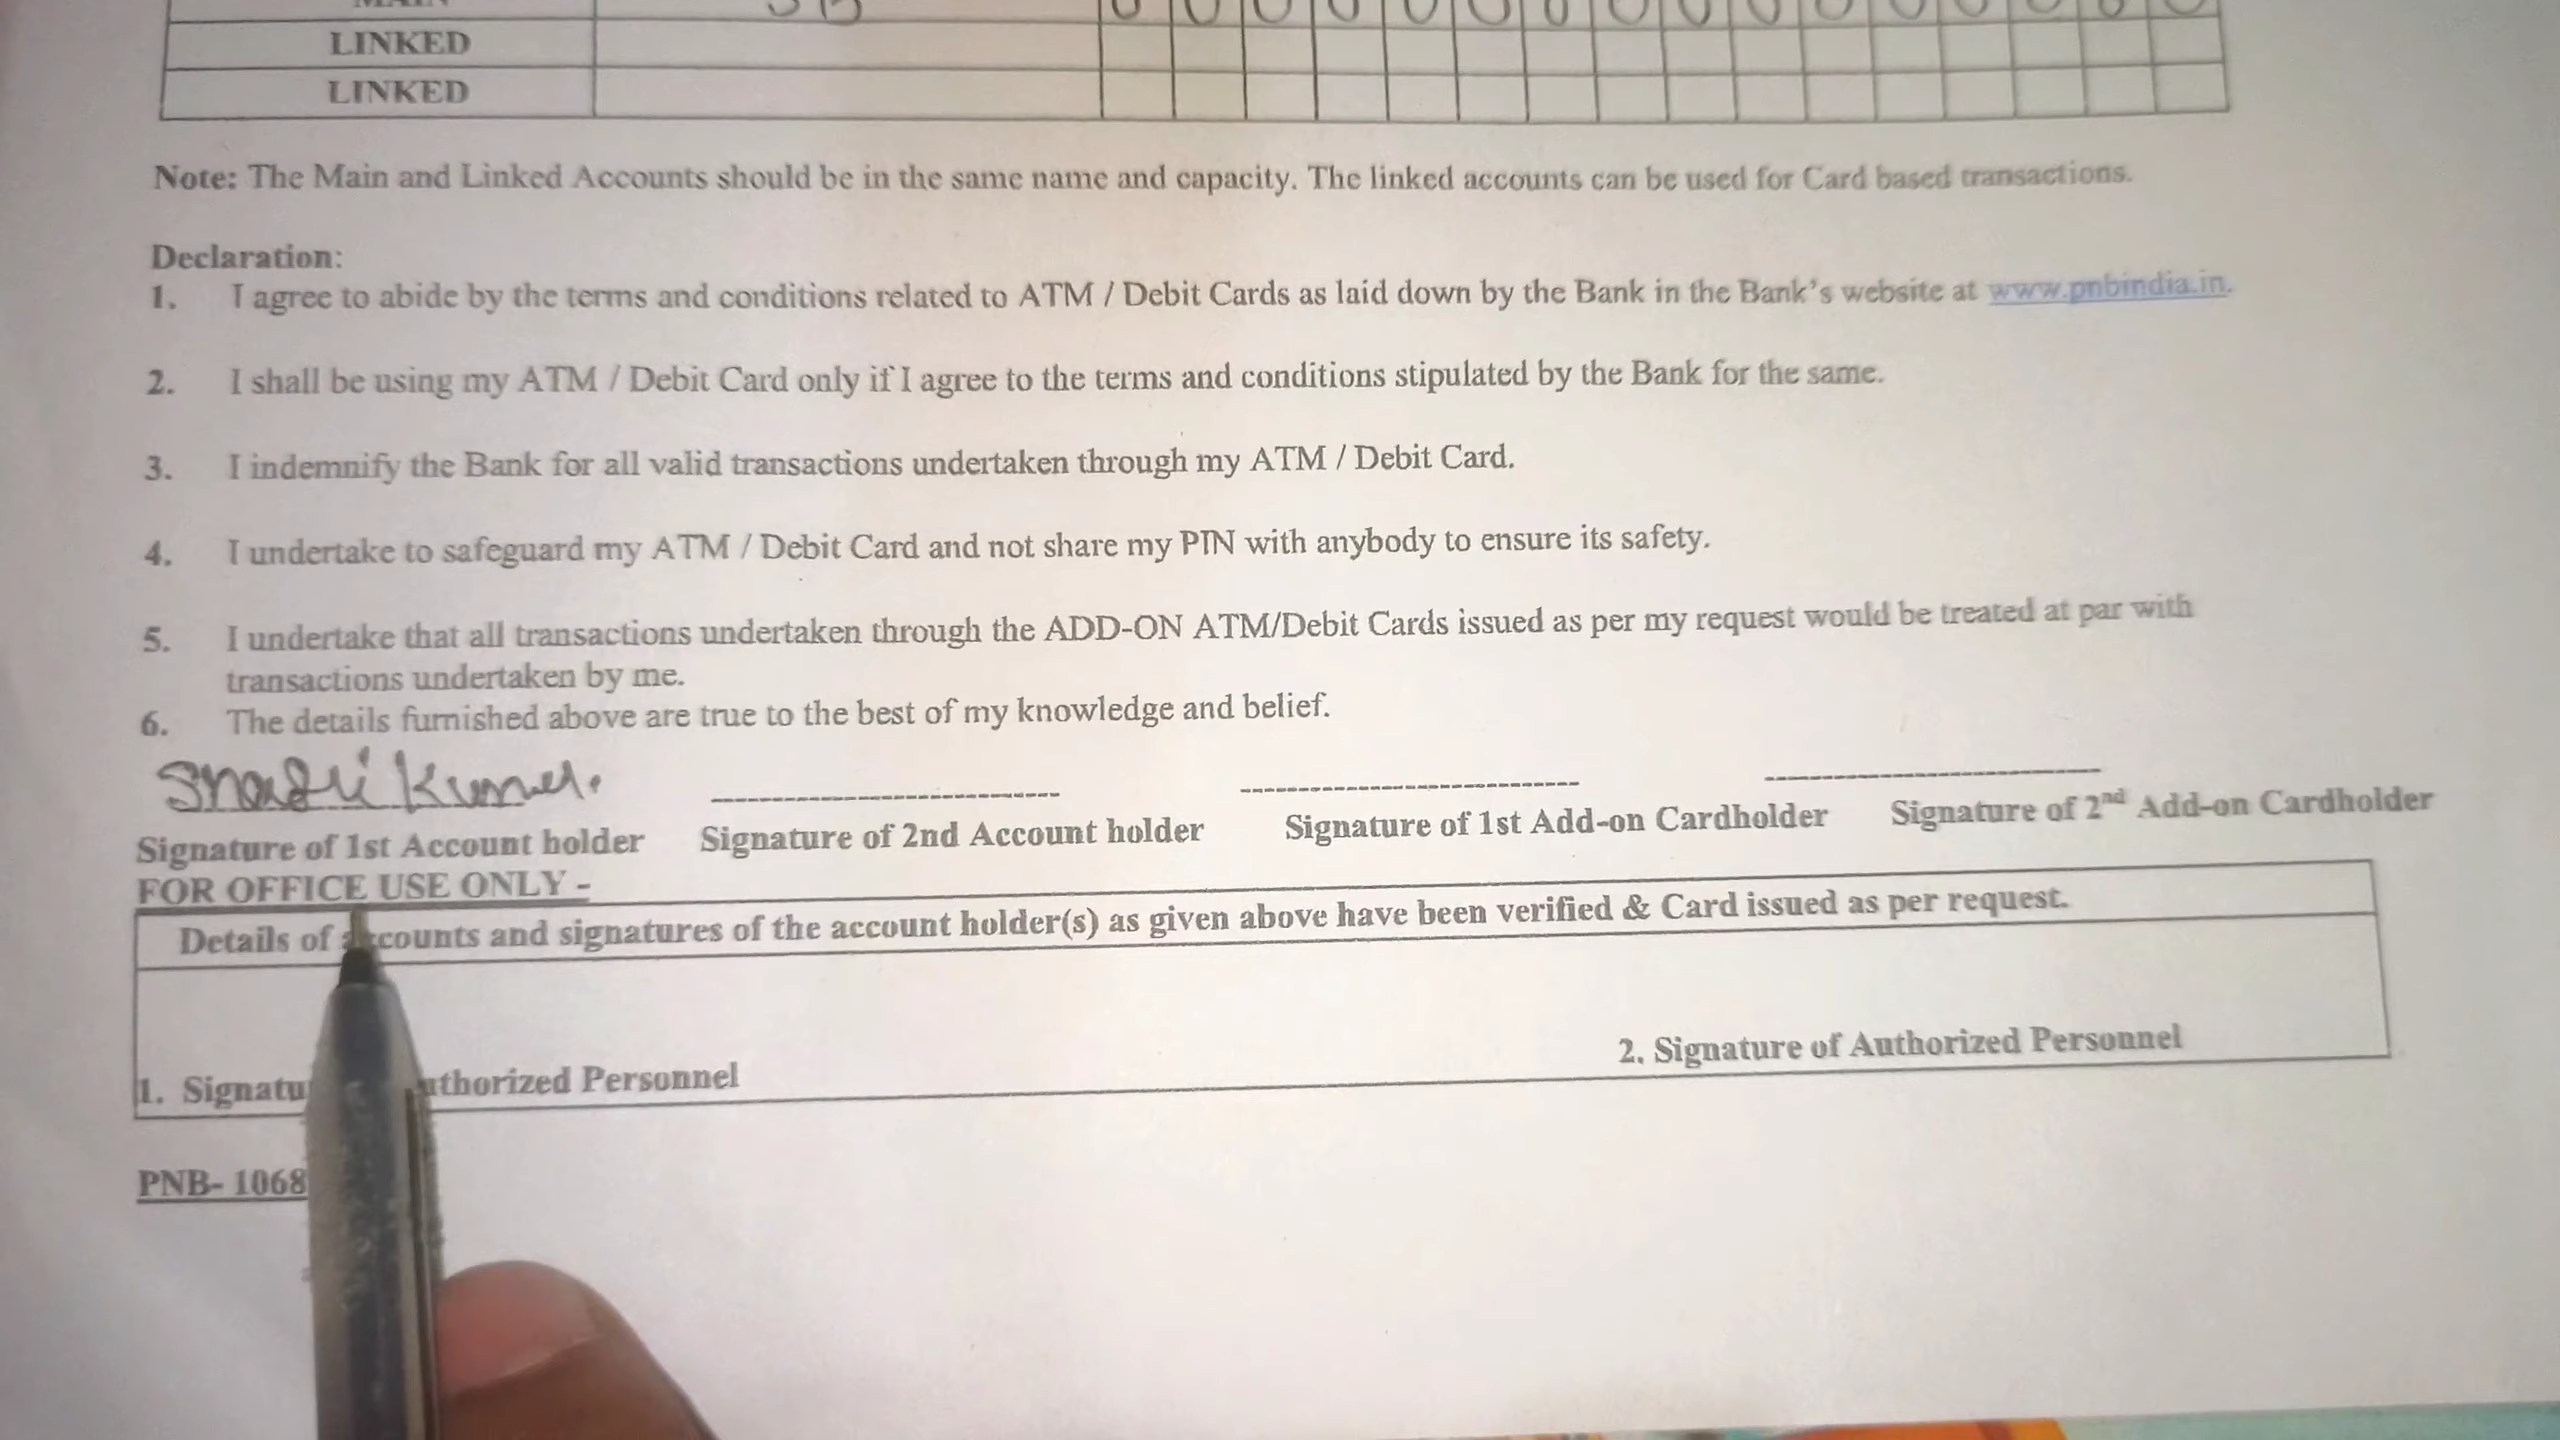 LINKED
LINKED
Note: The Main and Linked Accounts should be in the same name and capacity. The linked accounts can be used for Card based transactions.
Declaration:
1. I agree to abide by the terms and conditions related to ATM / Debit Cards as laid down by the Bank in the Bank's website at www.pnbindia.in.
2. I shall be using my ATM / Debit Card only if I agree to the terms and conditions stipulated by the Bank for the same.
3. I indemnify the Bank for all valid transactions undertaken through my ATM / Debit Card.
4. I undertake to safeguard my ATM / Debit Card and not share my PIN with anybody to ensure its safety.
5. I undertake that all transactions undertaken through the ADD-ON ATM/Debit Cards issued as per my request would be treated at par with
transactions undertaken by me.
6. The details furnished above are true to the best of my knowledge and belief.
Signature of 1st Account holder Signature of 2nd Account holder Signature of 1st Add-on Cardholder Signature of 2nd Add-on Cardholder
FOR OFFICE USE ONLY -
Details of accounts and signatures of the account holder(s) as given above have been verified & Card issued as per request.
1. Authorized Personnel 2. Signature of Authorized Personnel
PNB- 1068